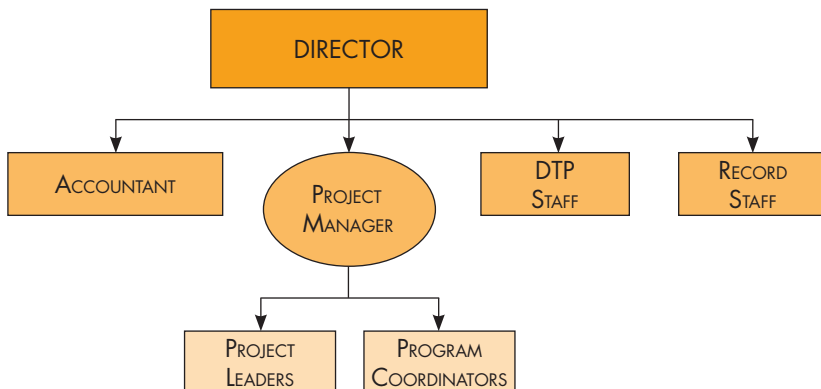 DIRECTOR
ACCOUNTANT
PROJECT
MANAGER
DTP
STAFF
RECORD
STAFF
PROJECT
LEADERS
PROGRAM
COORDINATORS